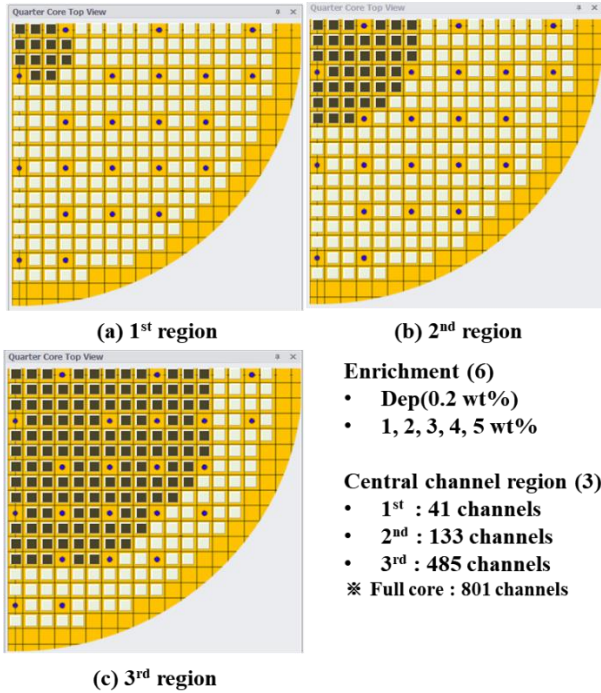 Quarter Core Top View
Quarter Core Top View
(a) 1st region
(b) 2nd region
Quarter Core Top View
Enrichment (6)
• Dep(0.2 wt%)
• 1, 2, 3, 4, 5 wt%
Central channel region (3)
• 1st : 41 channels
• 2nd : 133 channels
• 3rd : 485 channels
※ Full core : 801 channels
(c) 3rd region